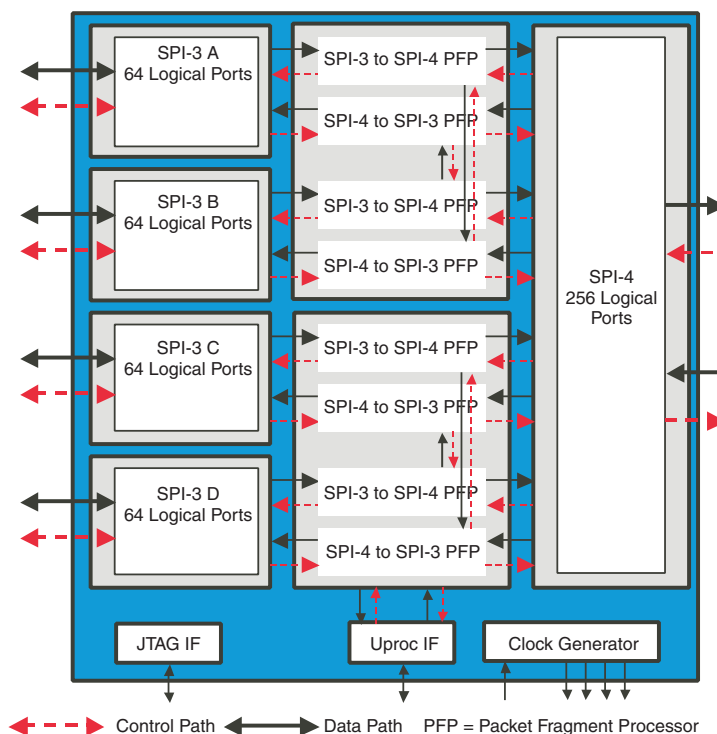 SPI-3 A
64 Logical Ports
SPI-3 to SPI-4 PFP
SPI-4 to SPI-3 PFP
SPI-3 B
64 Logical Ports
SPI-3 to SPI-4 PFP
SPI-4 to SPI-3 PFP
SPI-4
256 Logical
Ports
SPI-3 C
64 Logical Ports
SPI-3 to SPI-4 PFP
SPI-4 to SPI-3 PFP
SPI-3 D
64 Logical Ports
SPI-3 to SPI-4 PFP
SPI-4 to SPI-3 PFP
JTAG IF
Uproc IF
Clock Generator
Control Path
Data Path
PFP = Packet Fragment Processor